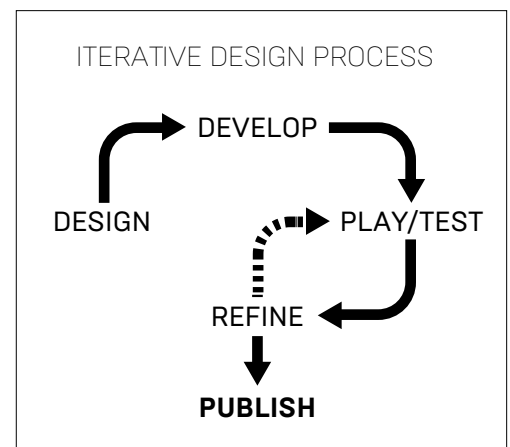 ITERATIVE DESIGN PROCESS
DEVELOP
DESIGN
PLAY/TEST
REFINE
PUBLISH